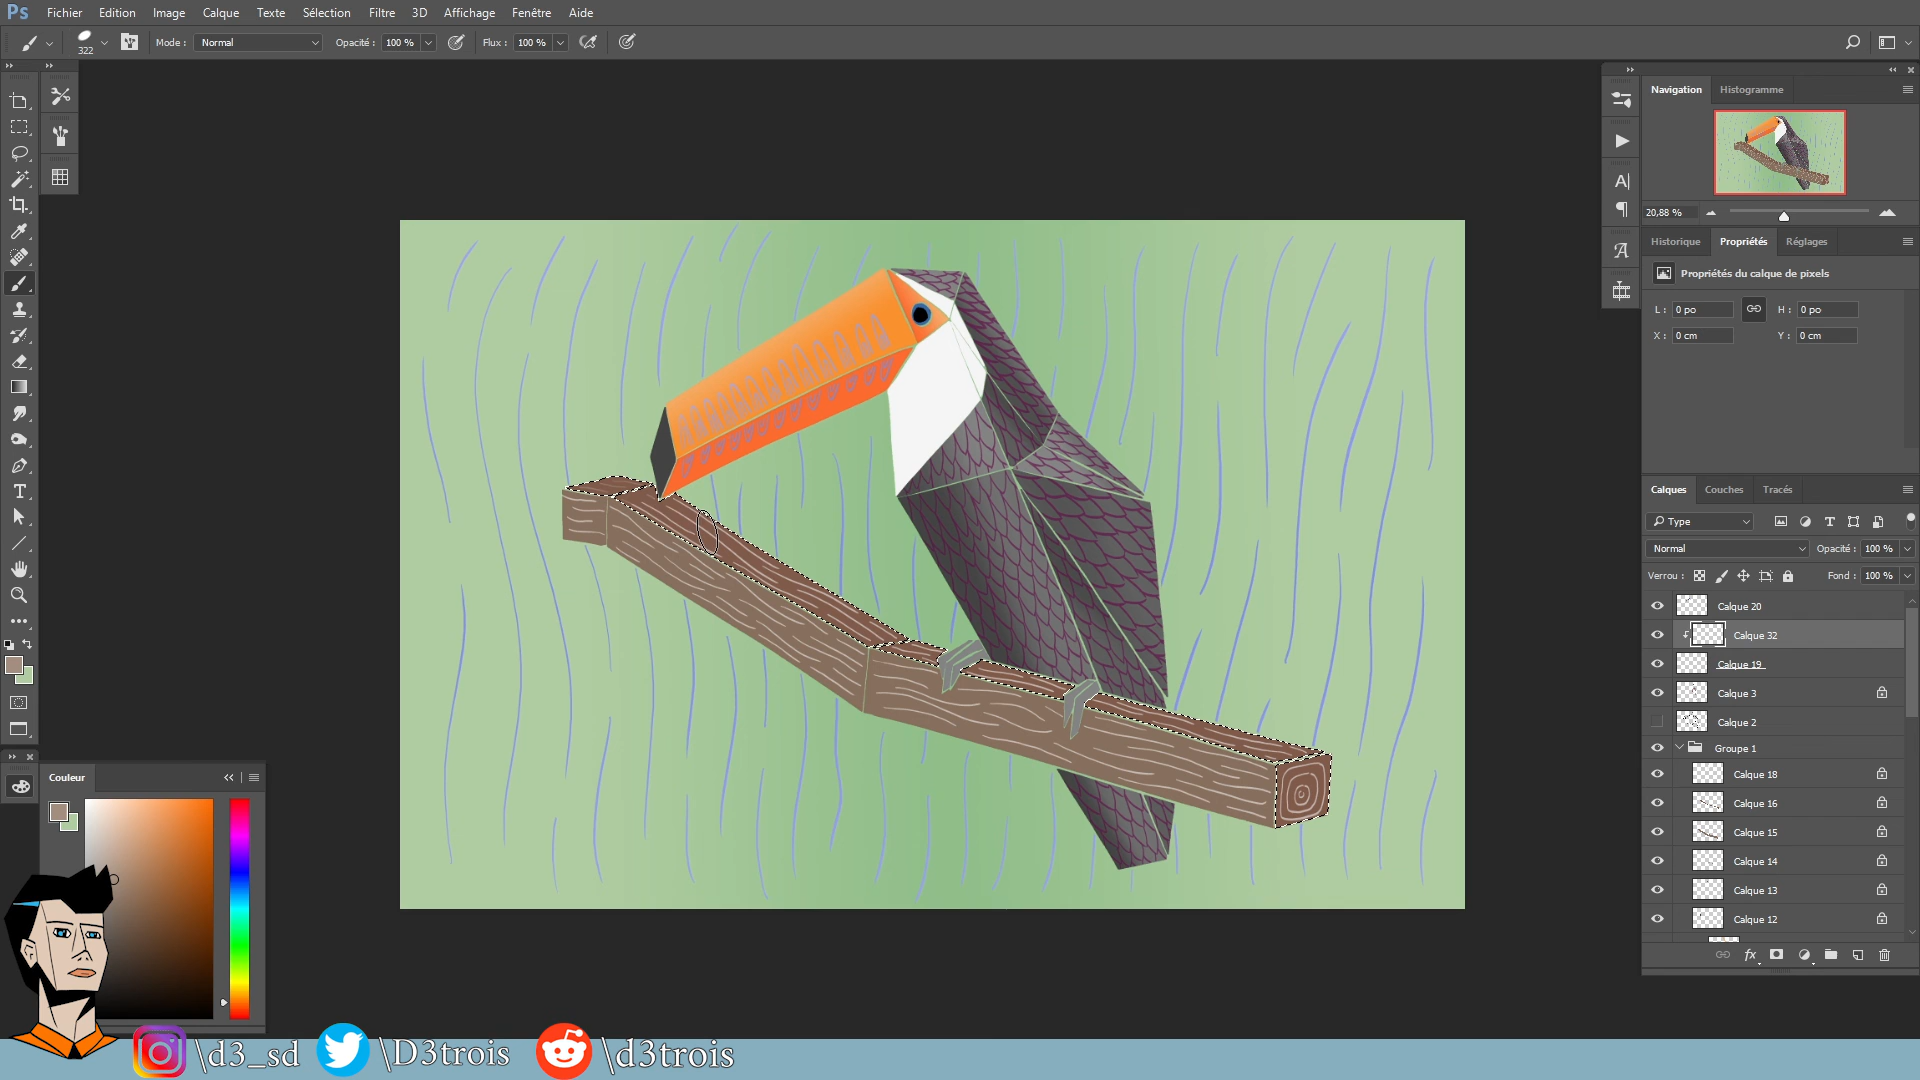 Ps Fichier Edition Image Calque Texte Sélection Filtre 3D Affichage Fenêtre Aide
322 Mode : Normal Opacité : 100 % Flux : 100 %
Navigation Histogramme
20,88 %
Historique Propriétés Réglages
Propriétés du calque de pixels
L : 0 po H : 0 po
X : 0 cm Y : 0 cm
Calques Couches Tracés
Type
Normal Opacité : 100 %
Verrou : Fond : 100 %
Calque 20
Calque 32
Calque 19
Calque 3
Calque 2
Groupe 1
Calque 18
Calque 16
Calque 15
Calque 14
Calque 13
Calque 12
fx
Couleur
\d3_sd \D3trois \d3trois